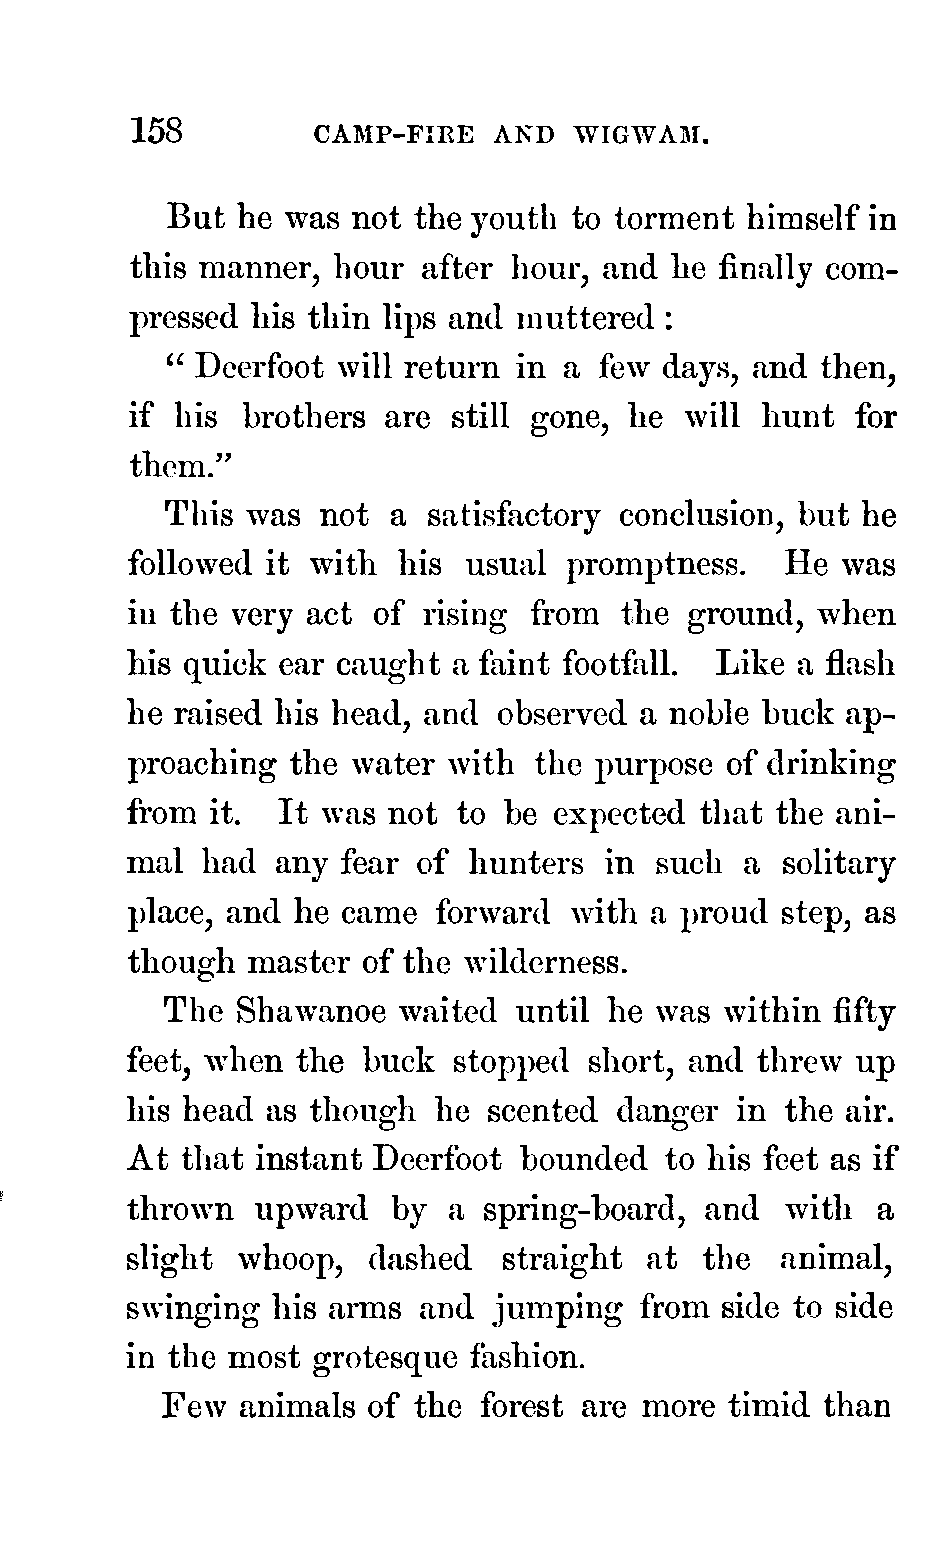 158 CAMP-FIRE AND WIGWAM.
But he was not the youth to torment himself in
this manner, hour after hour, and he finally com-
pressed his thin lips and muttered :
“ Deerfoot will return in a few days, and then,
if his brothers are still gone, he will hunt for
them.”
This was not a satisfactory conclusion, but he
followed it with his usual promptness. He was
in the very act of rising from the ground, when
his quick ear caught a faint footfall. Like a flash
he raised his head, and observed a noble buck ap-
proaching the water with the purpose of drinking
from it. It was not to be expected that the ani-
mal had any fear of hunters in such a solitary
place, and he came forward with a proud step, as
though master of the wilderness.
The Shawanoe waited until he was within fifty
feet, when the buck stopped short, and threw up
his head as though he scented danger in the air.
At that instant Deerfoot bounded to his feet as if
thrown upward by a spring-board, and with a
slight whoop, dashed straight at the animal,
swinging his arms and jumping from side to side
in the most grotesque fashion.
Few animals of the forest are more timid than